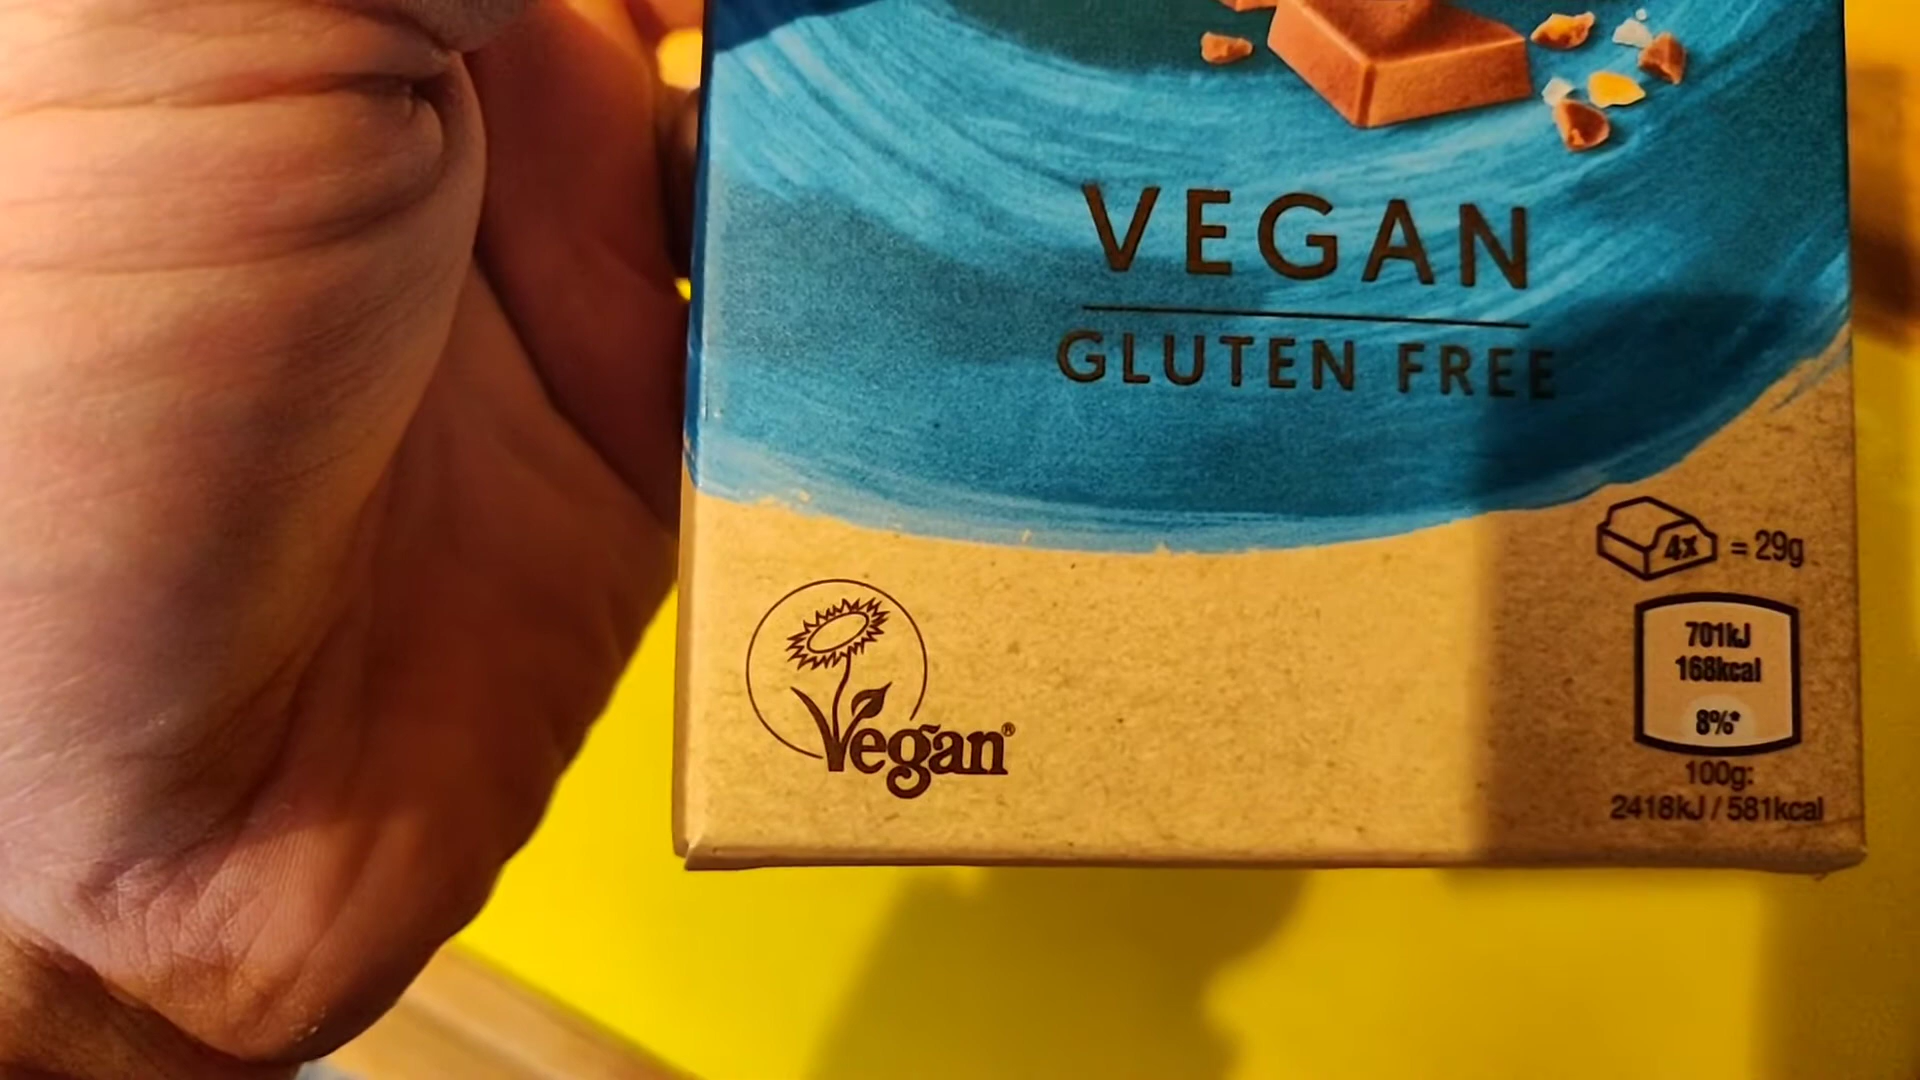 VEGAN
GLUTEN FREE
4x = 29g
701kJ
168kcal
8%*
Vegan®
100g:
2418kJ / 581kcal